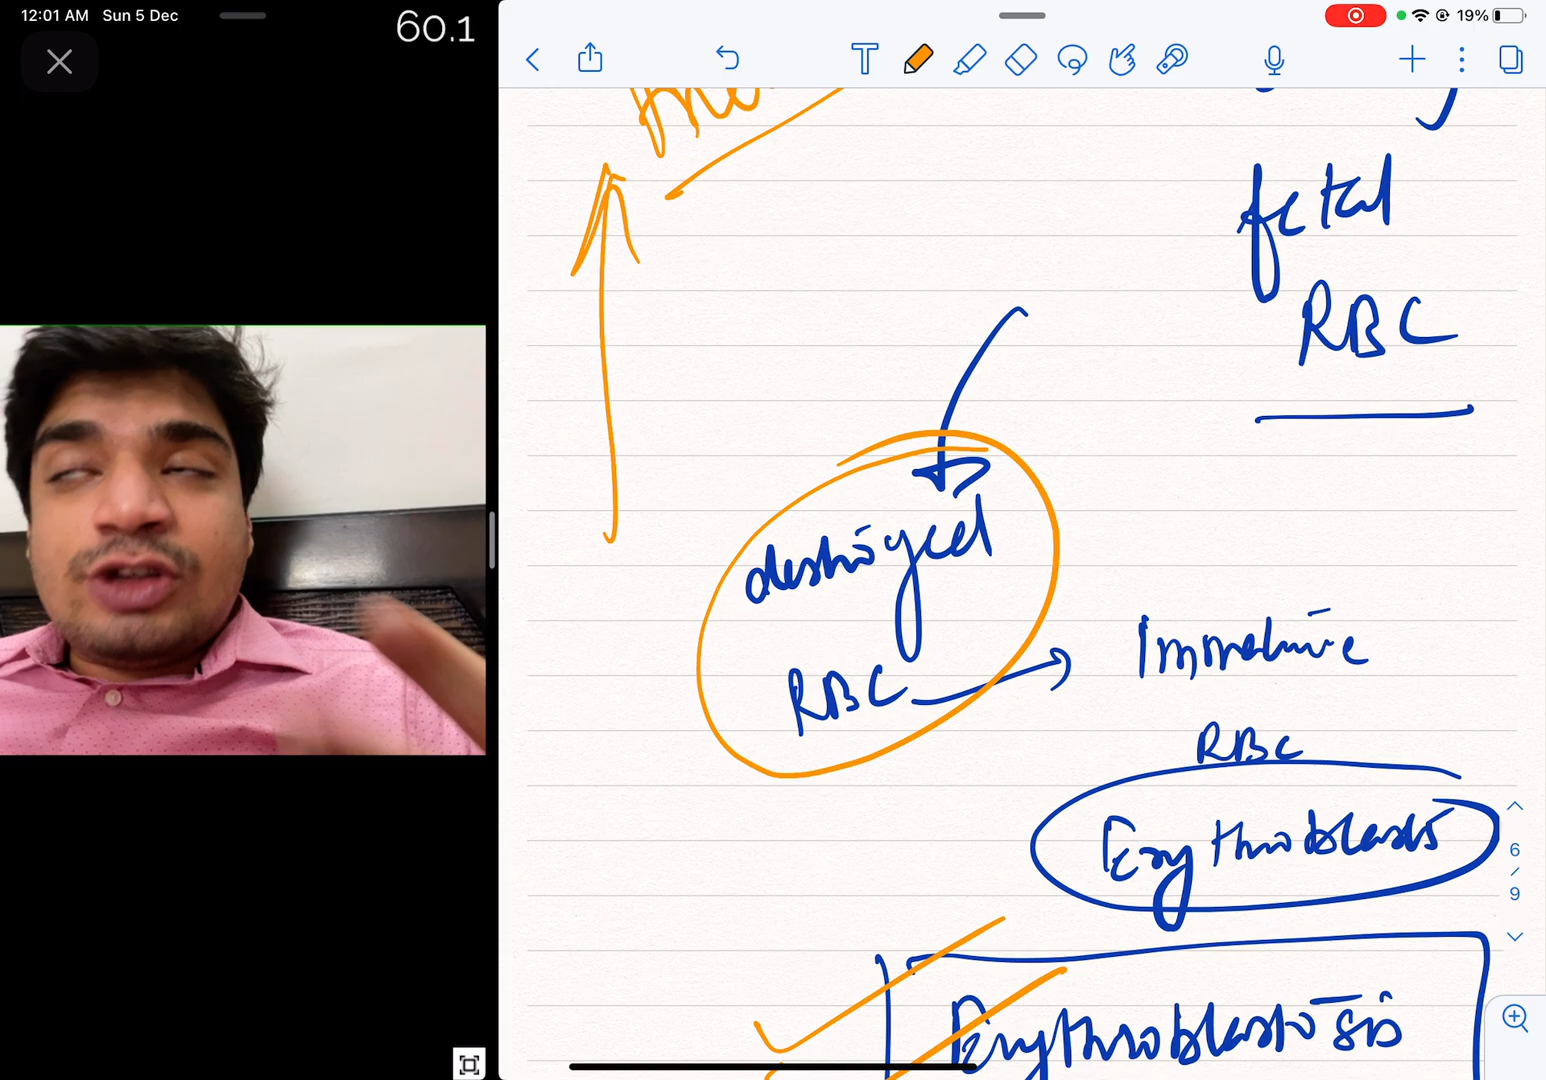 12:01 AM Sun 5 Dec
60.1
19%
T
fetal
RBC
destroyed
RBC
Immature
RBC
Erythroblasts
6
9
Erythroblastosis